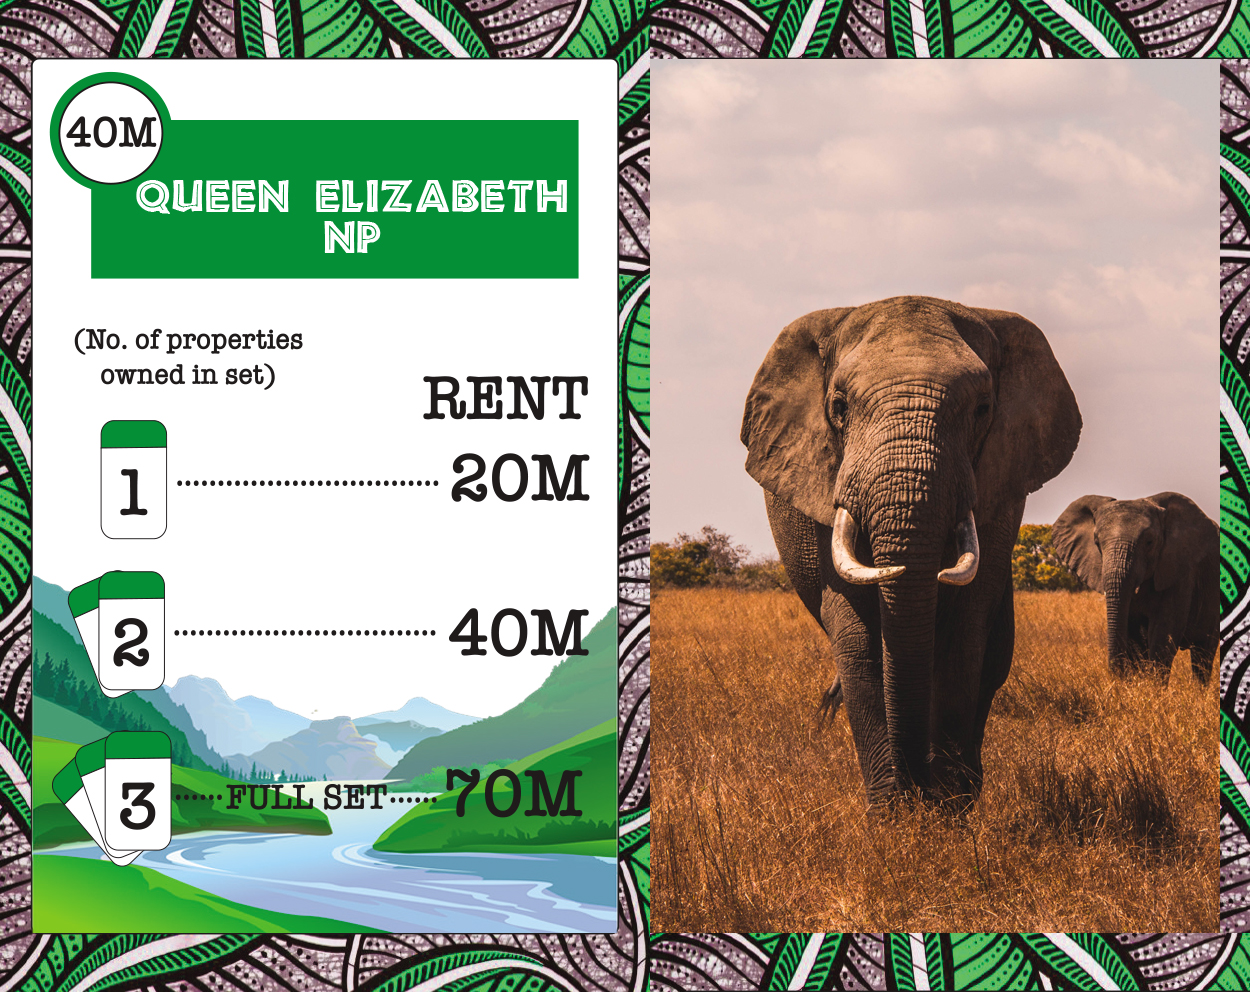 40M
QUEEN ELIZABETH
NP
(No. of properties
owned in set)
RENT
1 ................................ 20M
2 ................................ 40M
3 ······FULL SET······ 70M